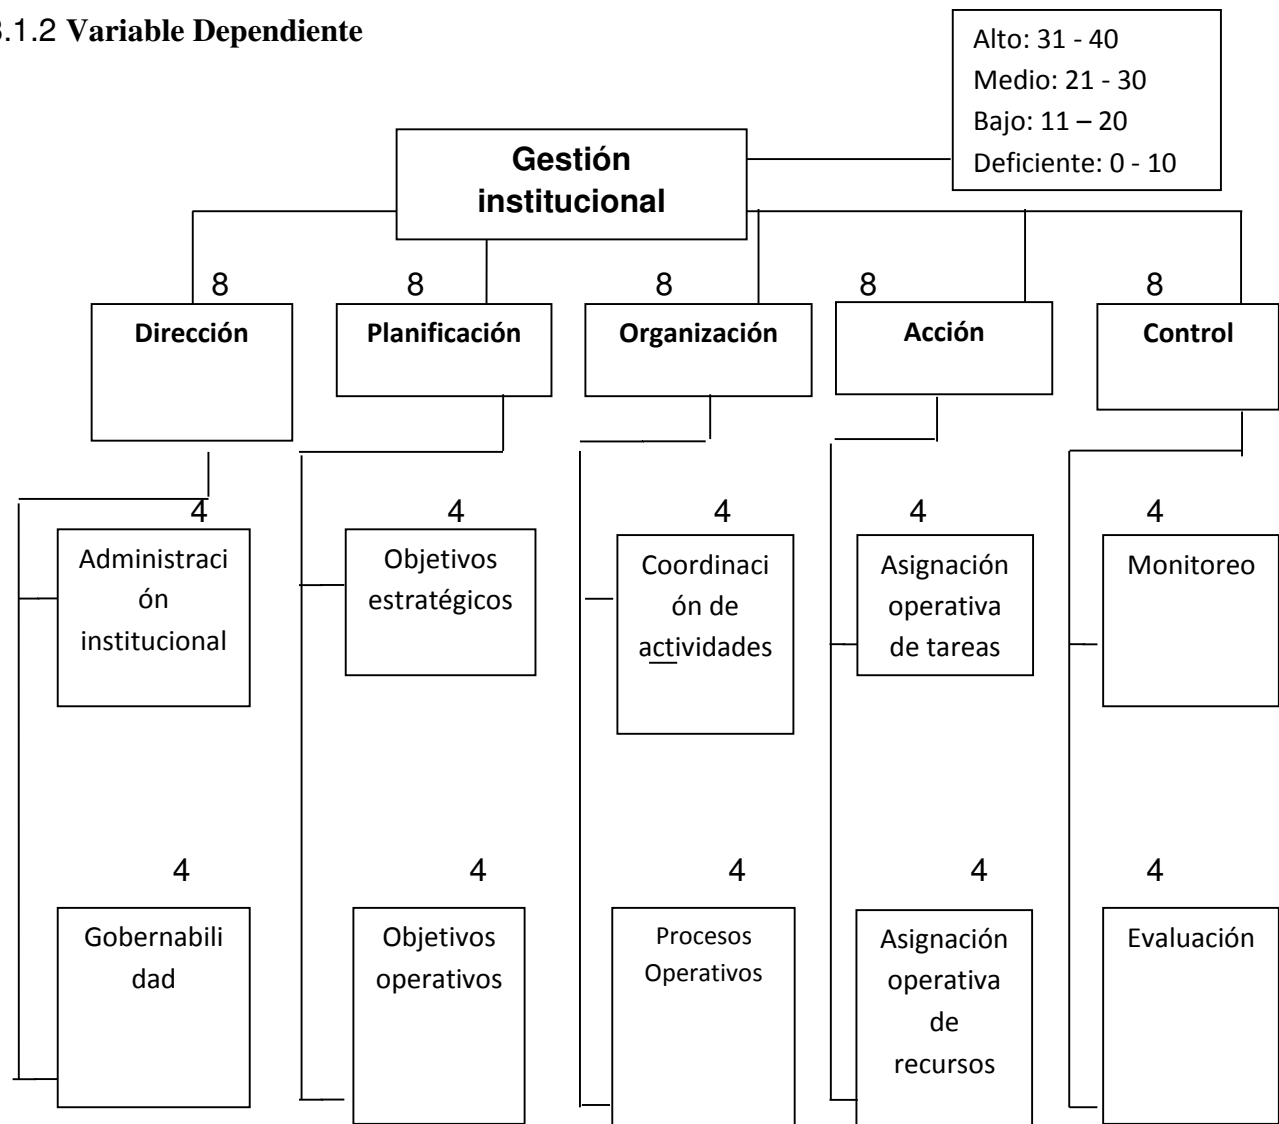 3.1.2 Variable Dependiente
Alto: 31 - 40
Medio: 21 - 30
Bajo: 11 – 20
Deficiente: 0 - 10
Gestión
institucional
8
8
8
8
8
Dirección
Planificación
Organización
Acción
Control
4
4
4
4
4
Administraci
ón
institucional
Objetivos
estratégicos
Coordinaci
ón de
actividades
Asignación
operativa
de tareas
Monitoreo
4
4
4
4
4
Gobernabili
dad
Objetivos
operativos
Procesos
Operativos
Asignación
operativa
de
recursos
Evaluación